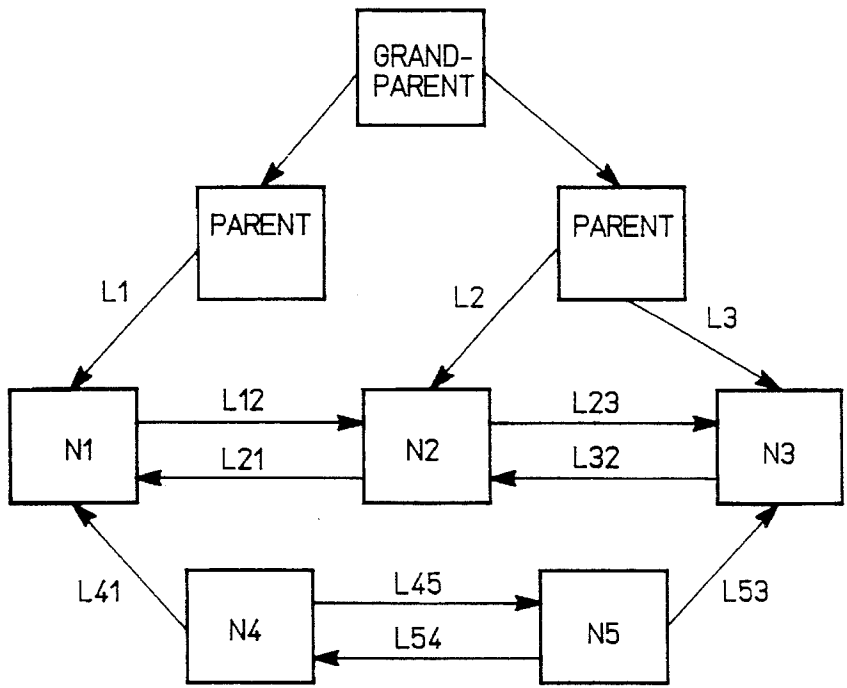 GRAND-
PARENT
PARENT
PARENT
L1
L2
L3
L12
L23
N1
N2
N3
L21
L32
L41
L45
L53
N4
N5
L54